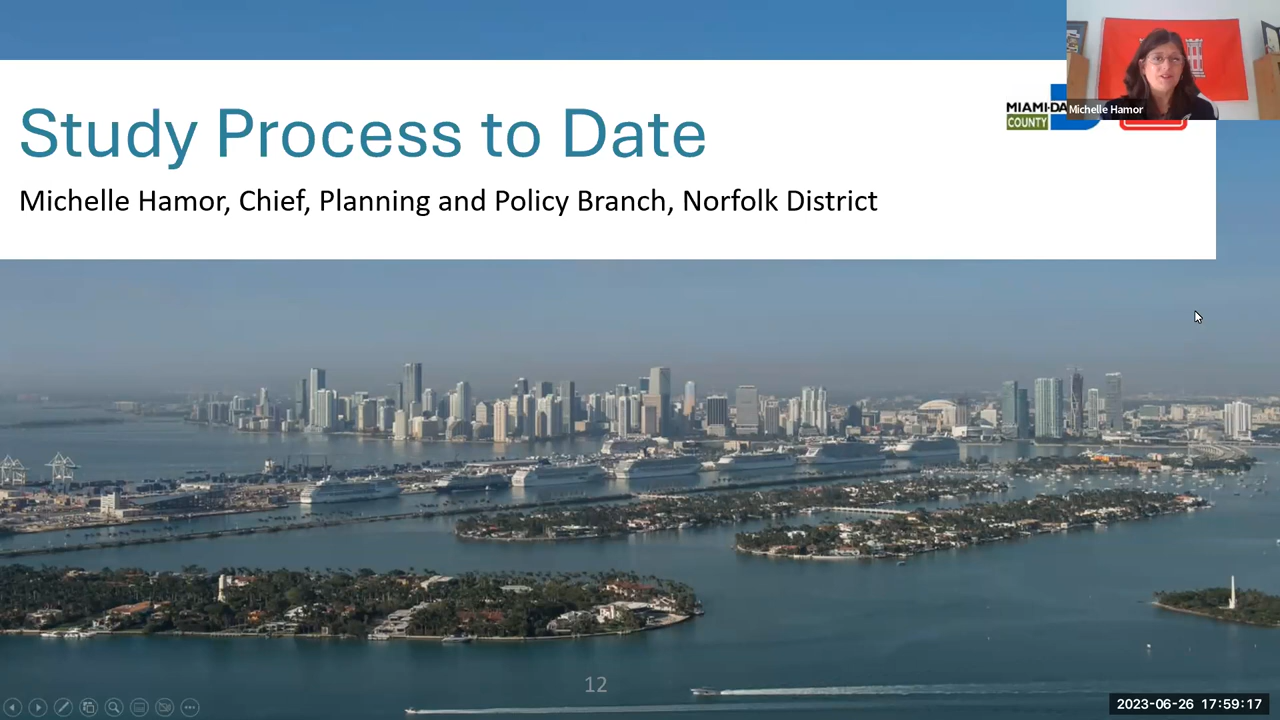 Study Process to Date
Michelle Hamor, Chief, Planning and Policy Branch, Norfolk District
MIAMI-DA
COUNTY
Michelle Hamor
12
2023-06-26 17:59:17